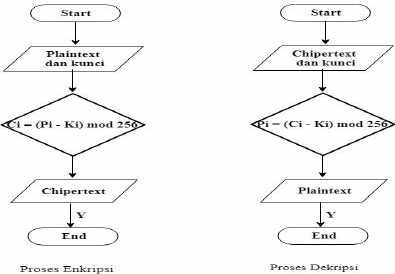 Start
Plaintext
dan kunci
Ci = (Pi - Ki) mod 256
Chipertext
Y
End
Proses Enkripsi
Start
Chipertext
dan kunci
Pi = (Ci - Ki) mod 256
Plaintext
Y
End
Proses Dekripsi